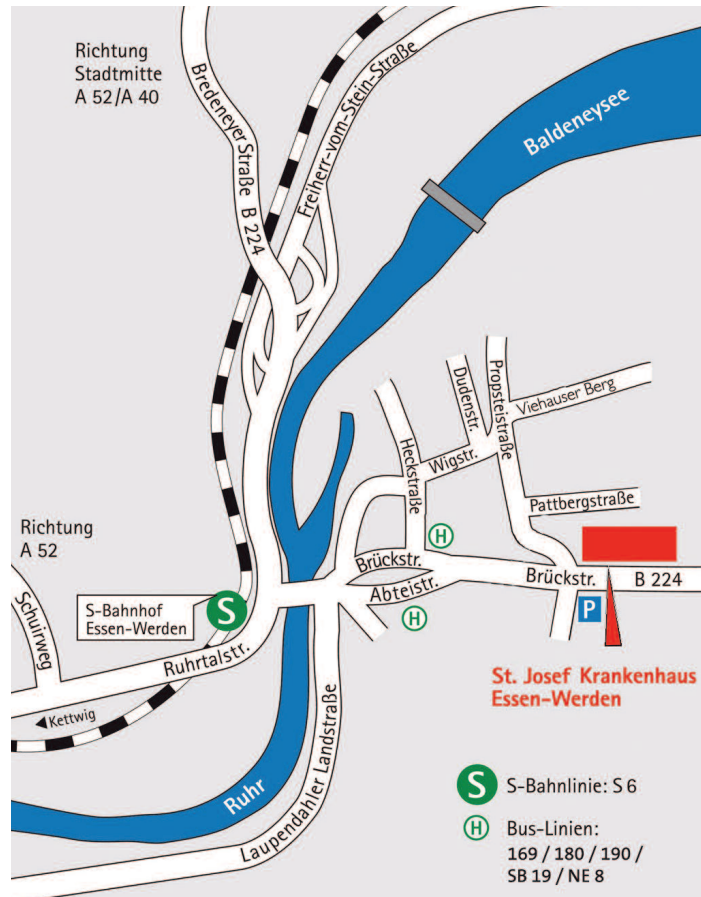 Richtung
Stadtmitte
A 52/A 40
Bredeneyer Straße B 224
Freiherr-vom-Stein-Straße
Baldeneysee
Dudenstr.
Propsteistraße
Viehauser Berg
Heckstraße
Wigstr.
Pattbergstraße
Richtung
A 52
H
Brückstr.
Brückstr.
B 224
Abteistr.
S-Bahnhof
Essen-Werden
S
P
H
Schuirweg
Ruhrtalstr.
St. Josef Krankenhaus
Essen-Werden
Kettwig
Laupendahler Landstraße
Ruhr
S
S-Bahnlinie: S 6
H
Bus-Linien:
169 / 180 / 190 /
SB 19 / NE 8